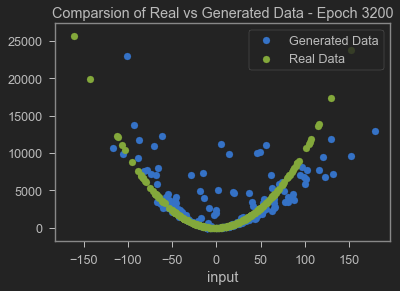 Comparsion of Real vs Generated Data - Epoch 3200
Generated Data
Real Data
25000
20000
15000
10000
5000
0
−150 −100 −50 0 50 100 150
input